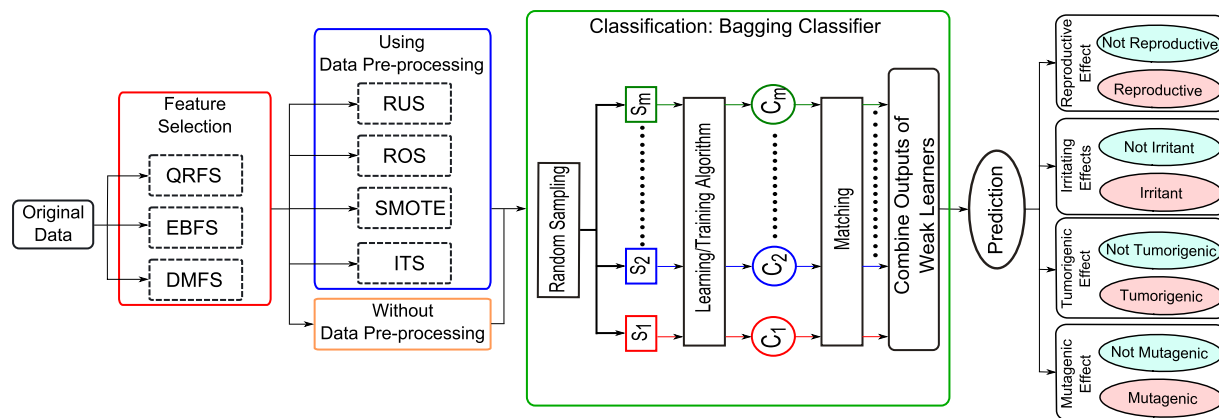 Original
Data
Feature
Selection
QRFS
EBFS
DMFS
Using
Data Pre-processing
RUS
ROS
SMOTE
ITS
Without
Data Pre-processing
Classification: Bagging Classifier
Random Sampling
Sm
S2
S1
Learning/Training Algorithm
Cm
C2
C1
Matching
Combine Outputs of
Weak Learners
Prediction
Reproductive
Effect
Not Reproductive
Reproductive
Irritating
Effects
Not Irritant
Irritant
Tumorigenic
Effect
Not Tumorigenic
Tumorigenic
Mutagenic
Effect
Not Mutagenic
Mutagenic